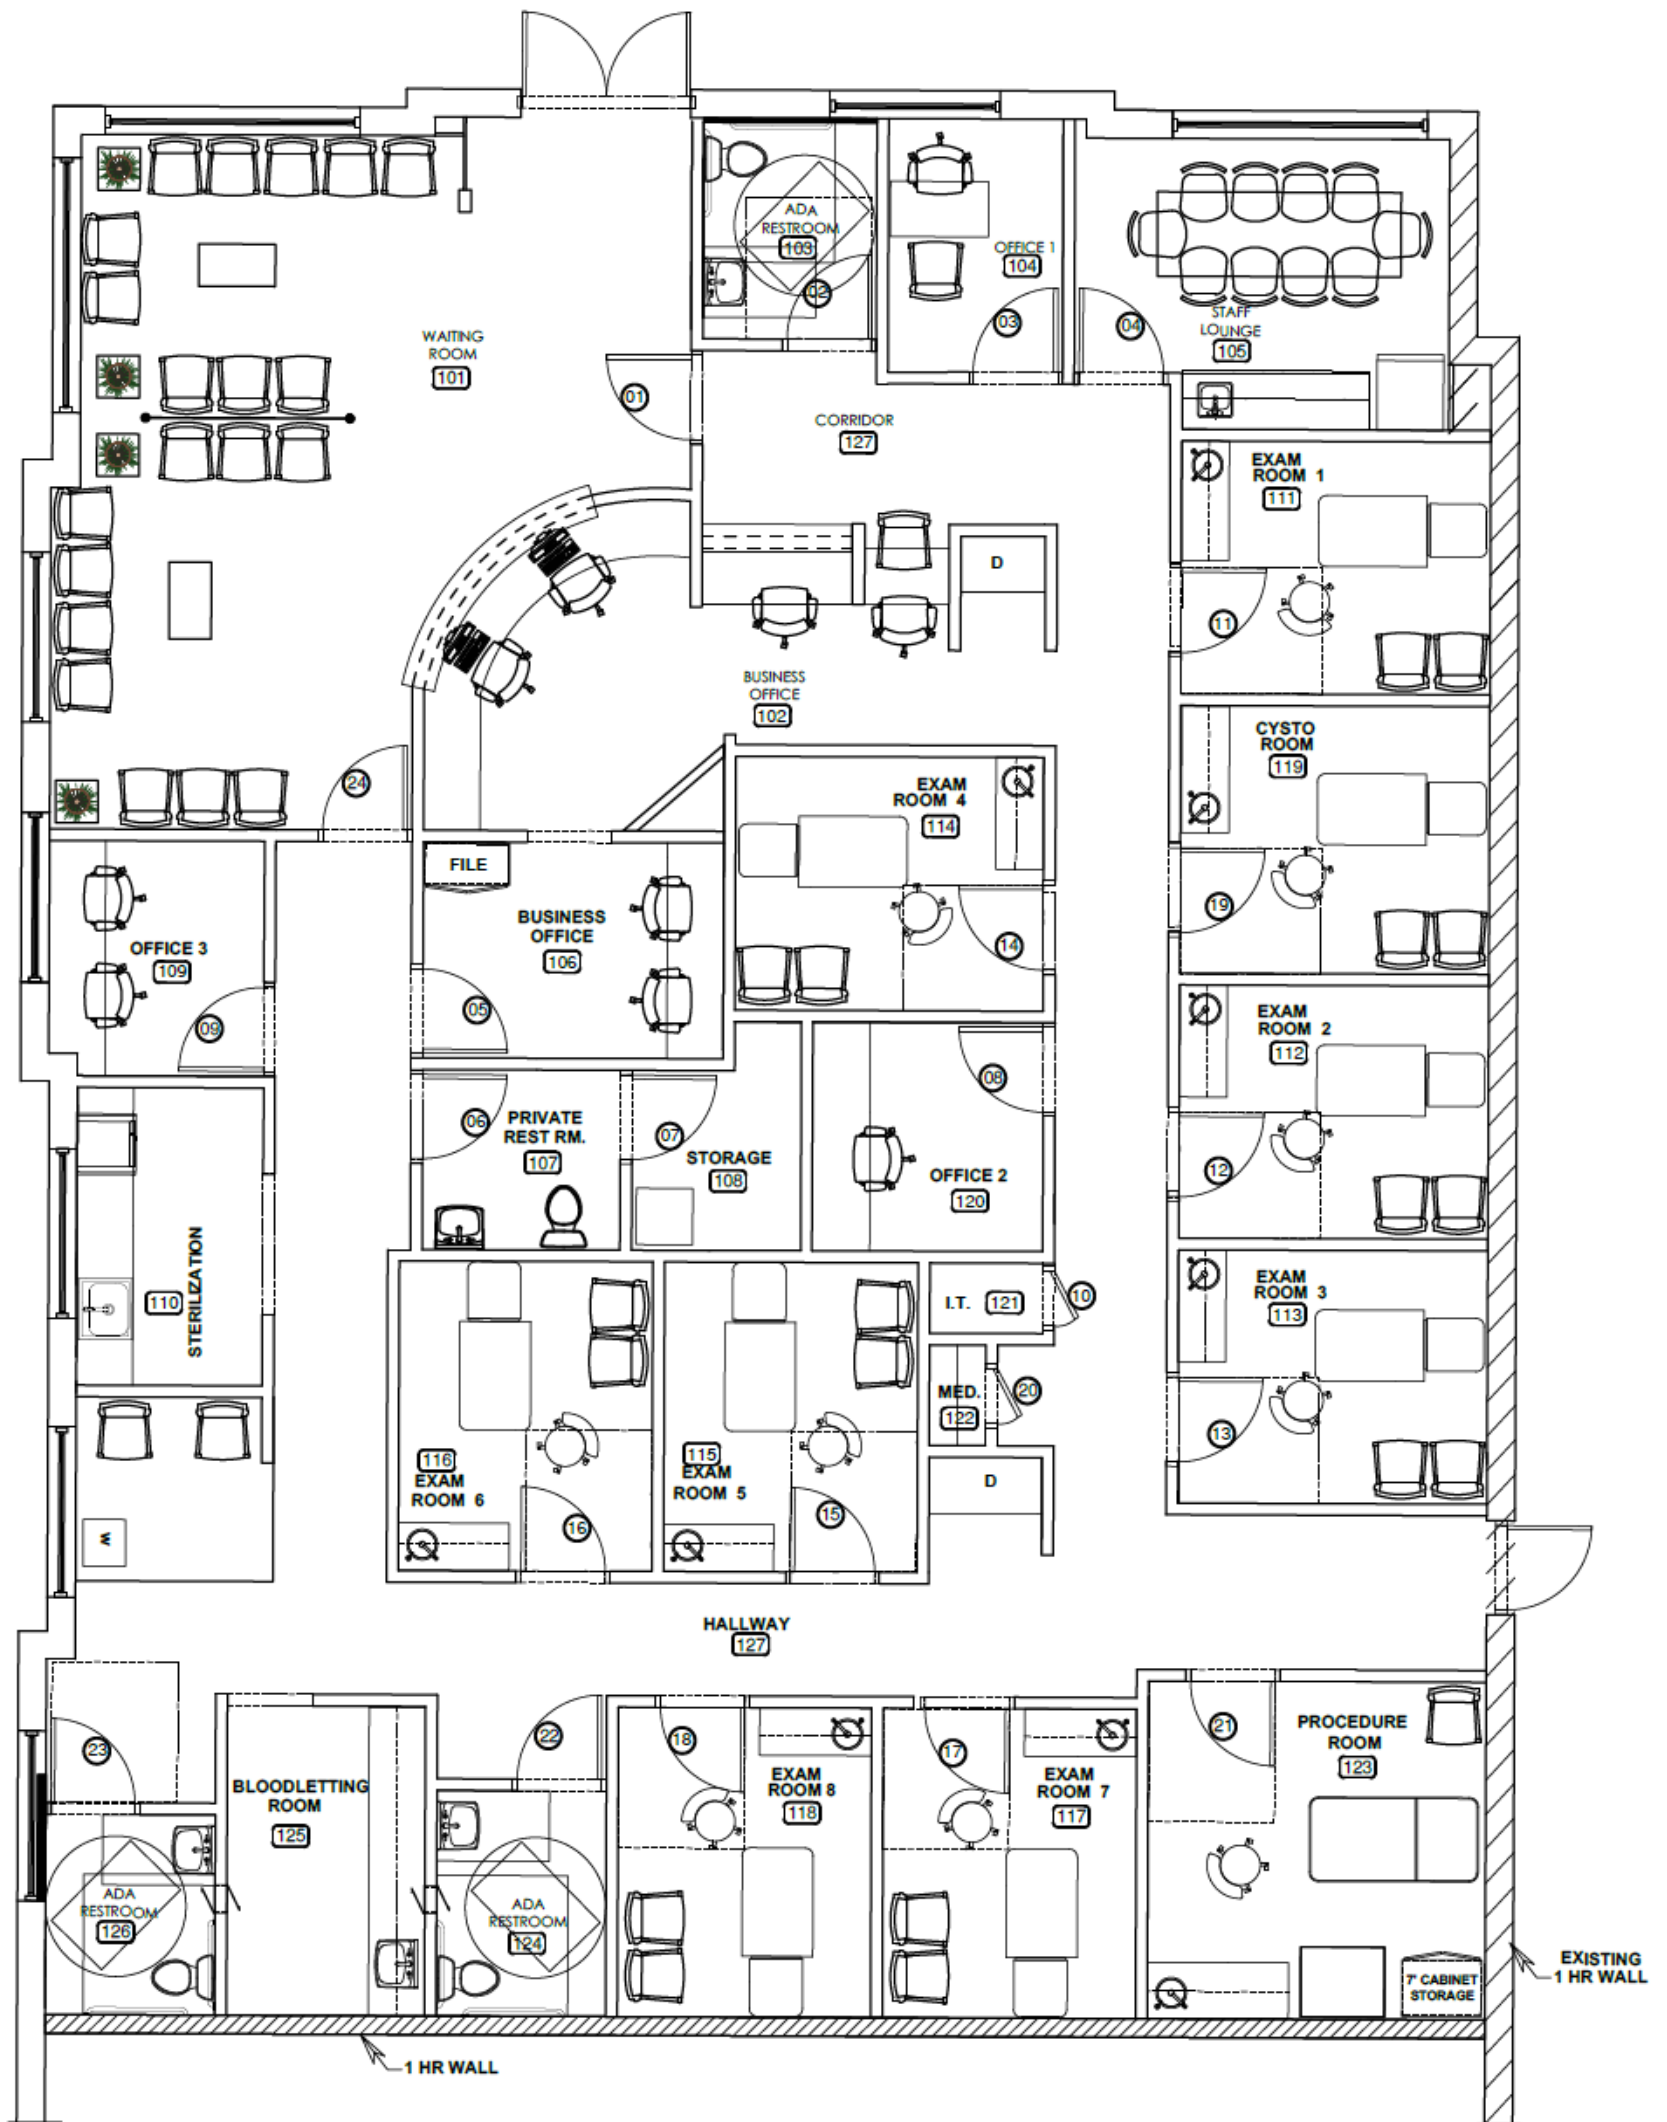 ADA
RESTROOM
103
02
OFFICE 1
104
03
04
STAFF
LOUNGE
105
WAITING
ROOM
101
01
CORRIDOR
127
EXAM
ROOM 1
111
11
D
BUSINESS
OFFICE
102
CYSTO
ROOM
119
19
24
EXAM
ROOM 4
114
14
FILE
BUSINESS
OFFICE
106
05
OFFICE 3
109
09
EXAM
ROOM 2
112
12
08
OFFICE 2
120
06
PRIVATE
REST RM.
107
07
STORAGE
108
110
STERILIZATION
EXAM
ROOM 3
113
13
I.T. 121
10
MED.
122
20
D
116
EXAM
ROOM 6
16
115
EXAM
ROOM 5
15
W
HALLWAY
127
23
BLOODLETTING
ROOM
125
22
18
EXAM
ROOM 8
118
17
EXAM
ROOM 7
117
21
PROCEDURE
ROOM
123
ADA
RESTROOM
126
ADA
RESTROOM
124
7' CABINET
STORAGE
EXISTING
1 HR WALL
1 HR WALL